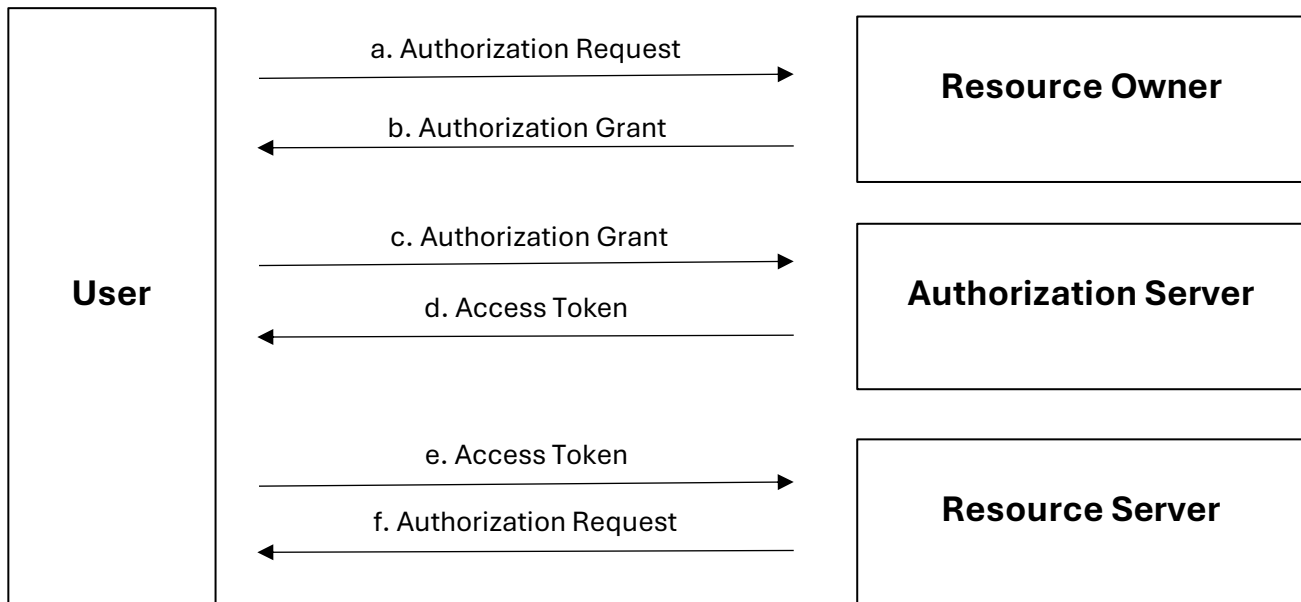 a. Authorization Request
Resource Owner
b. Authorization Grant
c. Authorization Grant
User
Authorization Server
d. Access Token
e. Access Token
Resource Server
f. Authorization Request